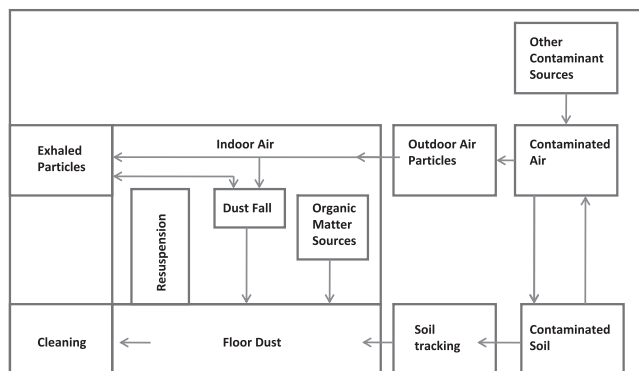 Other
Contaminant
Sources
Exhaled
Particles
Indoor Air
Outdoor Air
Particles
Contaminated
Air
Resuspension
Dust Fall
Organic
Matter
Sources
Cleaning
Floor Dust
Soil
tracking
Contaminated
Soil